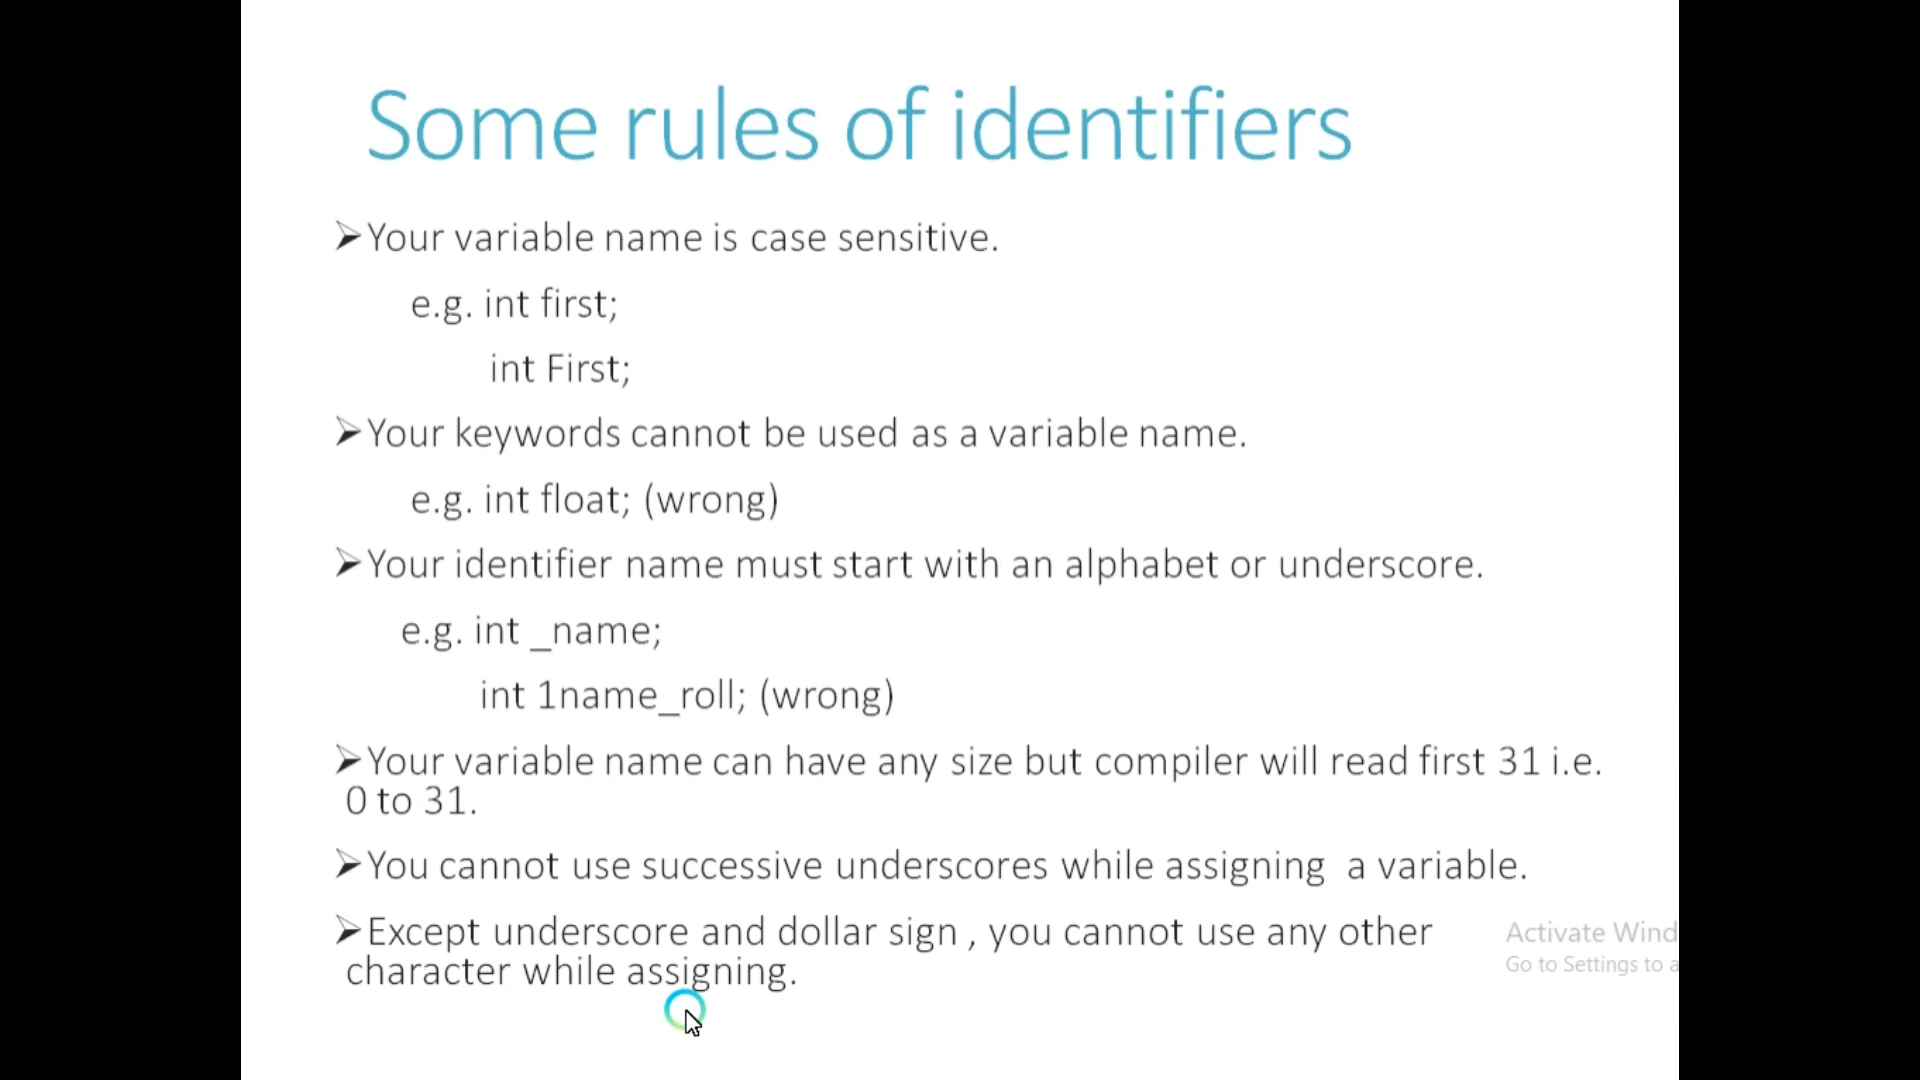 Some rules of identifiers
➢Your variable name is case sensitive.
e.g. int first;
int First;
➢Your keywords cannot be used as a variable name.
e.g. int float; (wrong)
➢Your identifier name must start with an alphabet or underscore.
e.g. int _name;
int 1name_roll; (wrong)
➢Your variable name can have any size but compiler will read first 31 i.e.
0 to 31.
➢You cannot use successive underscores while assigning a variable.
➢Except underscore and dollar sign , you cannot use any other
character while assigning.
Activate Wind
Go to Settings to a